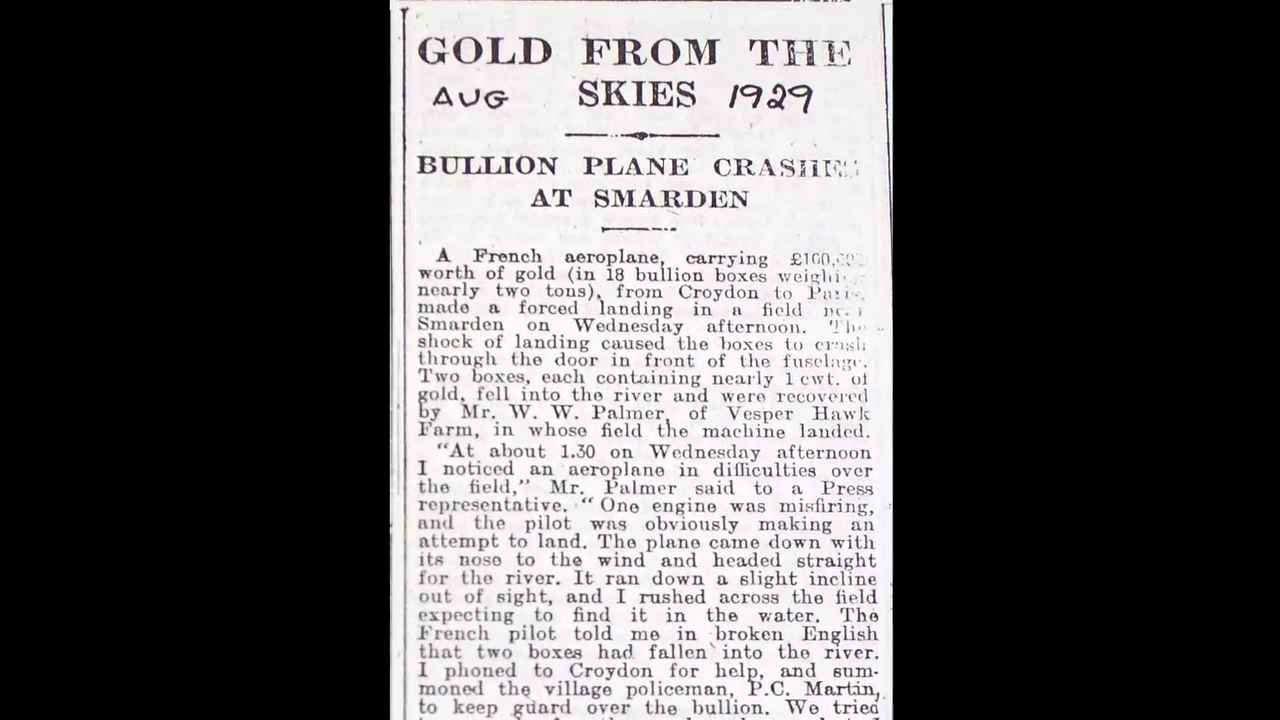 GOLD FROM THE
AUG SKIES 1929
BULLION PLANE CRASHES
AT SMARDEN
A French aeroplane, carrying
worth of gold (in 18 bullion boxes
nearly two tons), from Croydon to Paris,
made a forced landing in a field
Smarden on Wednesday afternoon. The
shock of landing caused the boxes to crash
through the door in front of the fuselage.
Two boxes, each containing nearly 1 cwt. of
gold, fell into the river and were recovered
by Mr. W. W. Palmer, of Vesper Hawk
Farm, in whose field the machine landed.
"At about 1.30 on Wednesday afternoon
I noticed an aeroplane in difficulties over
the field," Mr. Palmer said to a Press
representative. "One engine was misfiring,
and the pilot was obviously making an
attempt to land. The plane came down with
its nose to the wind and headed straight
for the river. It ran down a slight incline
out of sight, and I rushed across the field
expecting to find it in the water. The
French pilot told me in broken English
that two boxes had fallen into the river.
I phoned to Croydon for help, and sum-
moned the village policeman, P.C. Martin,
to keep guard over the bullion. We tried